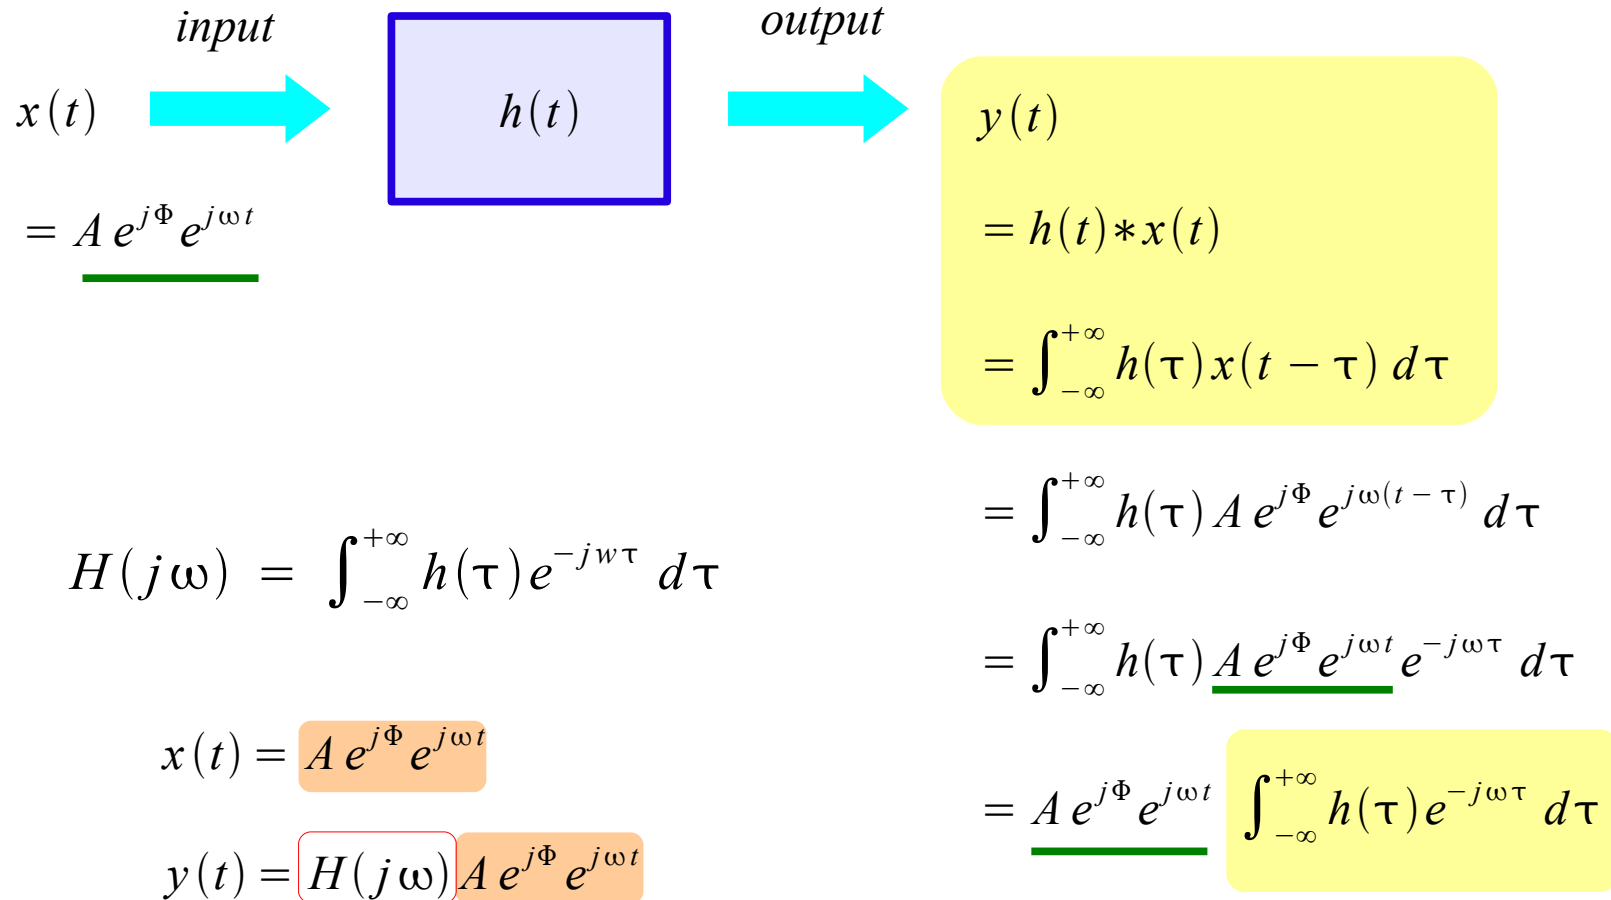 input
output
x(t)
h(t)
y(t)
= A e^{jΦ} e^{jωt}
= h(t)∗x(t)
= ∫_{−∞}^{+∞} h(τ) x(t − τ) dτ
= ∫_{−∞}^{+∞} h(τ) A e^{jΦ} e^{jω(t − τ)} dτ
H(jω) = ∫_{−∞}^{+∞} h(τ) e^{−jwτ} dτ
= ∫_{−∞}^{+∞} h(τ) A e^{jΦ} e^{jωt} e^{−jωτ} dτ
x(t) = A e^{jΦ} e^{jωt}
= A e^{jΦ} e^{jωt} ∫_{−∞}^{+∞} h(τ) e^{−jωτ} dτ
y(t) = H(jω) A e^{jΦ} e^{jωt}